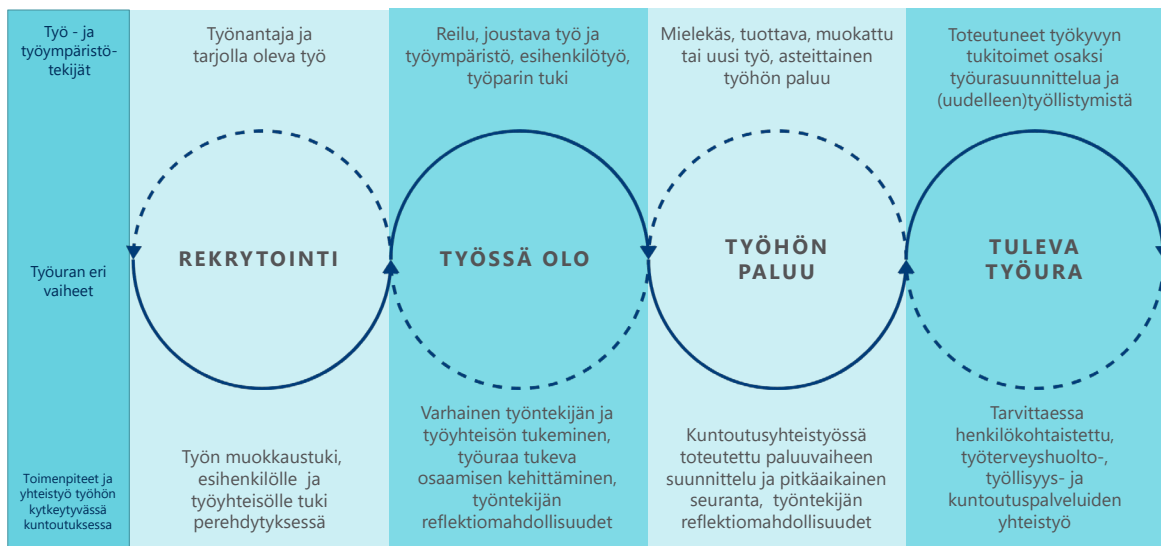 Työ - ja
työympäristö-
tekijät
Työnantaja ja
tarjolla oleva työ
Reilu, joustava työ ja
työympäristö, esihenkilötyö,
työparin tuki
Mielekäs, tuottava, muokattu
tai uusi työ, asteittainen
työhön paluu
Toteutuneet työkyvyn
tukitoimet osaksi
työurasuunnittelua ja
(uudelleen)työllistymistä
Työuran eri
vaiheet
REKRYTOINTI
TYÖSSÄ OLO
TYÖHÖN
PALUU
TULEVA
TYÖURA
Toimenpiteet ja
yhteistyö työhön
kytkeytyvässä
kuntoutuksessa
Työn muokkaustuki,
esihenkilölle ja
työyhteisölle tuki
perehdytyksessä
Varhainen työntekijän ja
työyhteisön tukeminen,
työuraa tukeva
osaamisen kehittäminen,
työntekijän
reflektiomahdollisuudet
Kuntoutusyhteistyössä
toteutettu paluuvaiheen
suunnittelu ja pitkäaikainen
seuranta, työntekijän
reflektiomahdollisuudet
Tarvittaessa
henkilökohtaistettu,
työterveyshuolto-,
työllisyys- ja
kuntoutuspalveluiden
yhteistyö